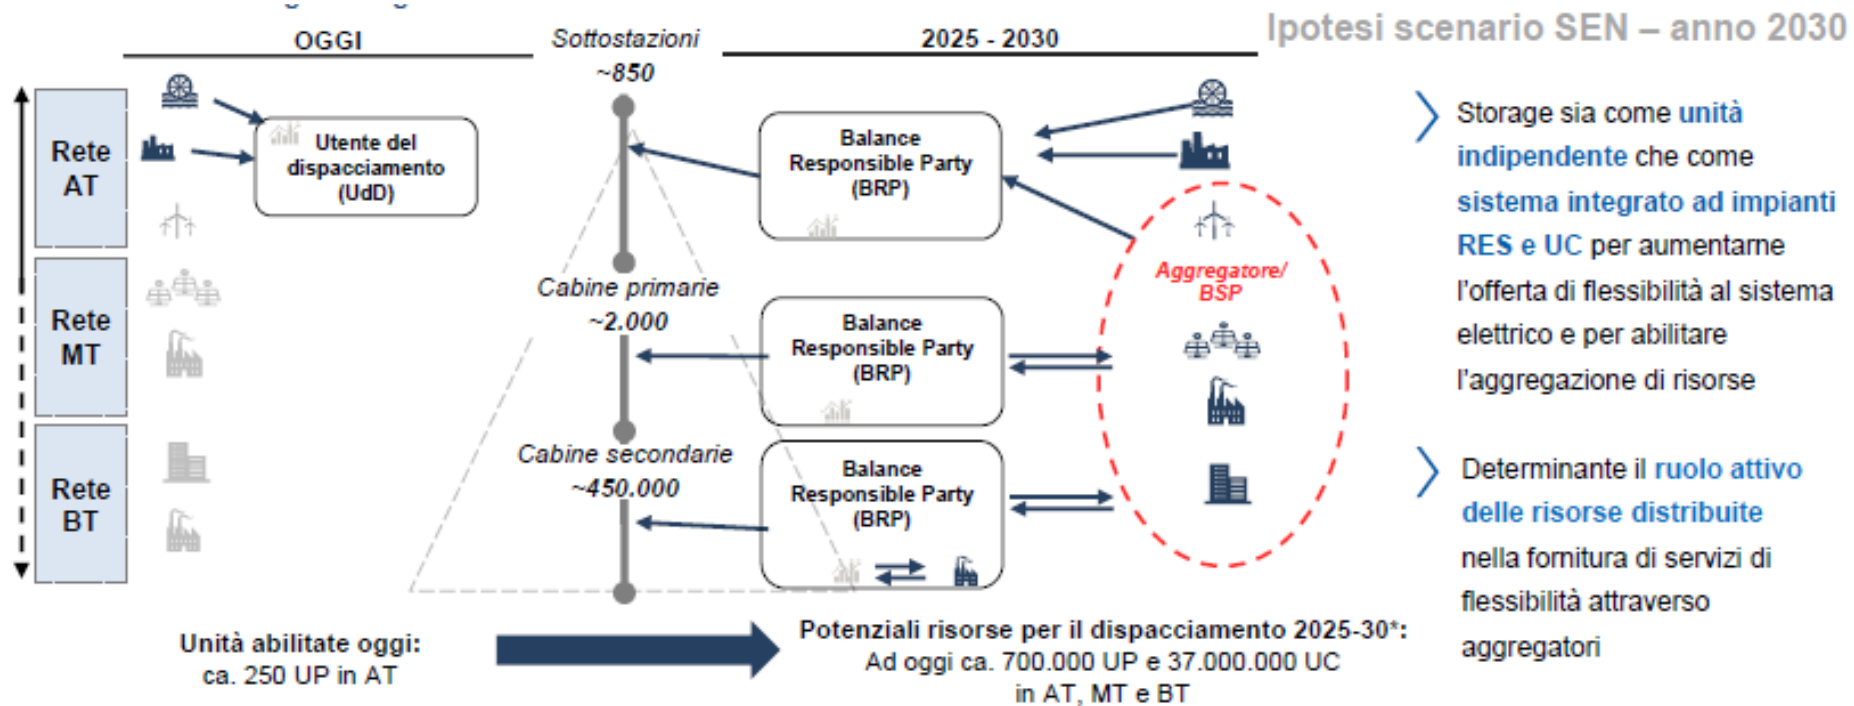 Ipotesi scenario SEN – anno 2030
OGGI
Sottostazioni
~850
2025 - 2030
Rete
AT
Utente del
dispacciamento
(UdD)
Balance
Responsible Party
(BRP)
Rete
MT
Cabine primarie
~2.000
Balance
Responsible Party
(BRP)
Aggregatore/
BSP
Rete
BT
Cabine secondarie
~450.000
Balance
Responsible Party
(BRP)
Unità abilitate oggi:
ca. 250 UP in AT
Potenziali risorse per il dispacciamento 2025-30*:
Ad oggi ca. 700.000 UP e 37.000.000 UC
in AT, MT e BT
Storage sia come unità
indipendente che come
sistema integrato ad impianti
RES e UC per aumentarne
l'offerta di flessibilità al sistema
elettrico e per abilitare
l'aggregazione di risorse
Determinante il ruolo attivo
delle risorse distribuite
nella fornitura di servizi di
flessibilità attraverso
aggregatori